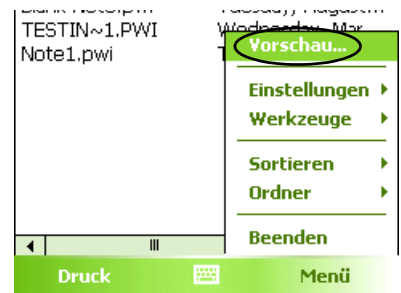 TESTIN~1.PWI
Note1.pwi
Vorschau...
Einstellungen
Werkzeuge
Sortieren
Ordner
Beenden
Druck Menü